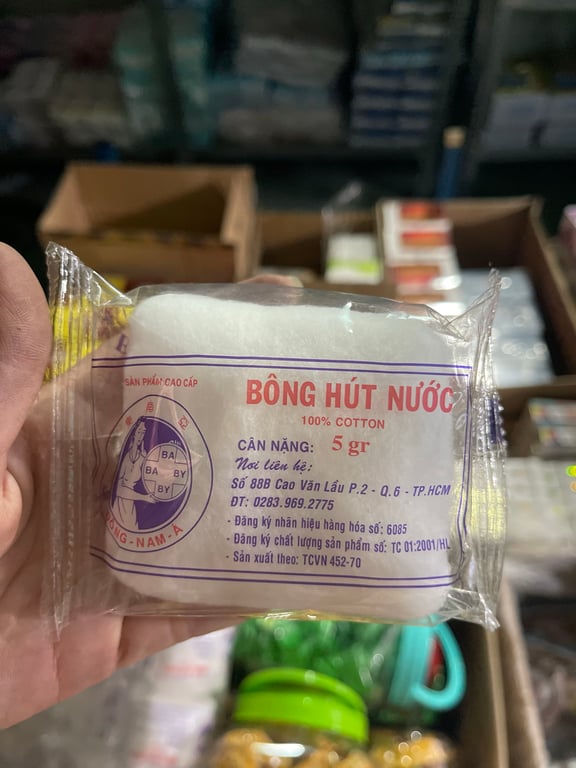 SẢN PHẨM CAO CẤP
BA
BA BY
BY
ĐÔNG - NAM - Á
BÔNG HÚT NƯỚC
100% COTTON
CÂN NẶNG: 5 gr
Nơi liên hệ:
Số 88B Cao Văn Lầu P.2 - Q.6 - TP.HCM
ĐT: 0283.969.2775
- Đăng ký nhãn hiệu hàng hóa số: 6085
- Đăng ký chất lượng sản phẩm số: TC 01:2001/HL
- Sản xuất theo: TCVN 452-70